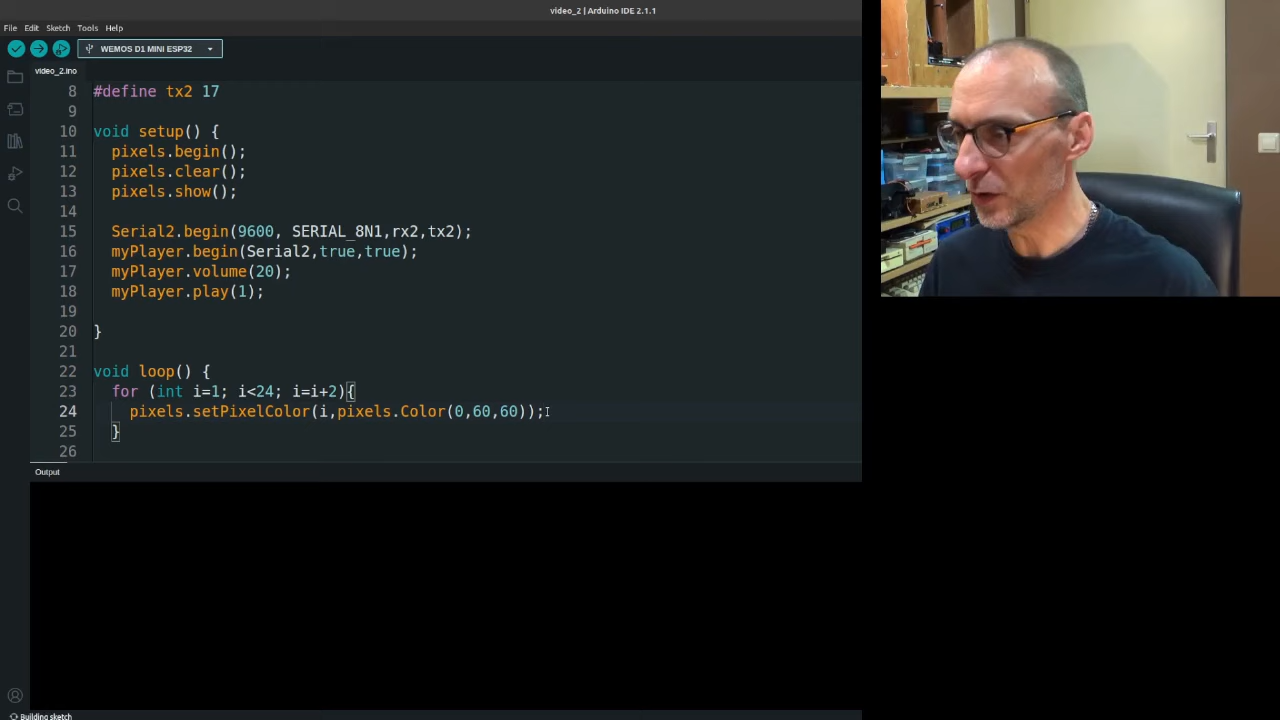 video_2 | Arduino IDE 2.1.1
File Edit Sketch Tools Help
WEMOS D1 MINI ESP32
video_2.ino
8 #define tx2 17
9
10 void setup() {
11 pixels.begin();
12 pixels.clear();
13 pixels.show();
14
15 Serial2.begin(9600, SERIAL_8N1,rx2,tx2);
16 myPlayer.begin(Serial2,true,true);
17 myPlayer.volume(20);
18 myPlayer.play(1);
19
20 }
21
22 void loop() {
23 for (int i=1; i<24; i=i+2){
24 pixels.setPixelColor(i,pixels.Color(0,60,60));
25 }
26
Output
Building sketch